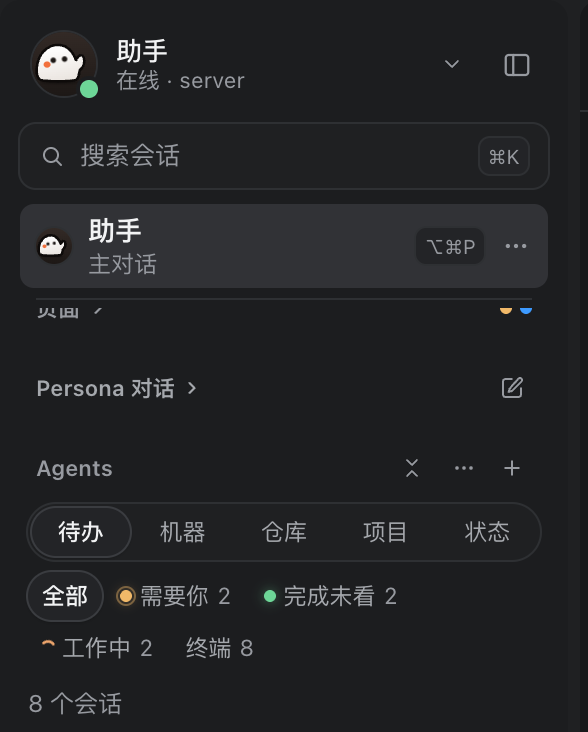 助手
在线 · server
搜索会话 ⌘K
助手 ⌥⌘P
主对话
页面
Persona 对话
Agents
待办 机器 仓库 项目 状态
全部 需要你 2 完成未看 2
工作中 2 终端 8
8 个会话